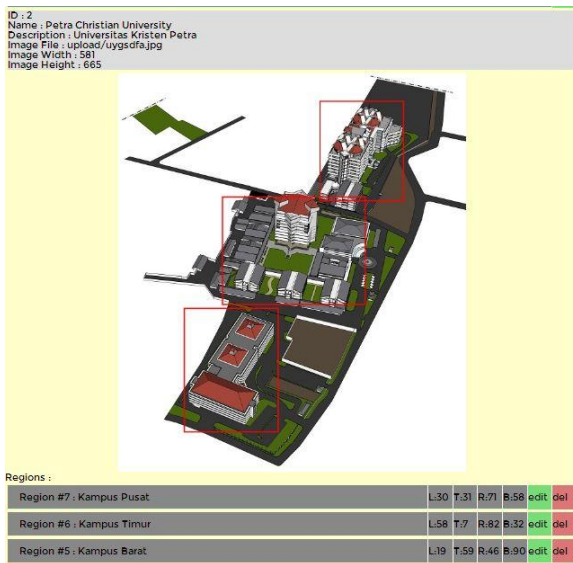 ID : 2
Name : Petra Christian University
Description : Universitas Kristen Petra
Image File : upload/uygsdfa.jpg
Image Width : 581
Image Height : 665
Regions :
Region #7 : Kampus Pusat L:30 T:31 R:71 B:58 edit del
Region #6 : Kampus Timur L:58 T:7 R:82 B:32 edit del
Region #5 : Kampus Barat L:19 T:59 R:46 B:90 edit del